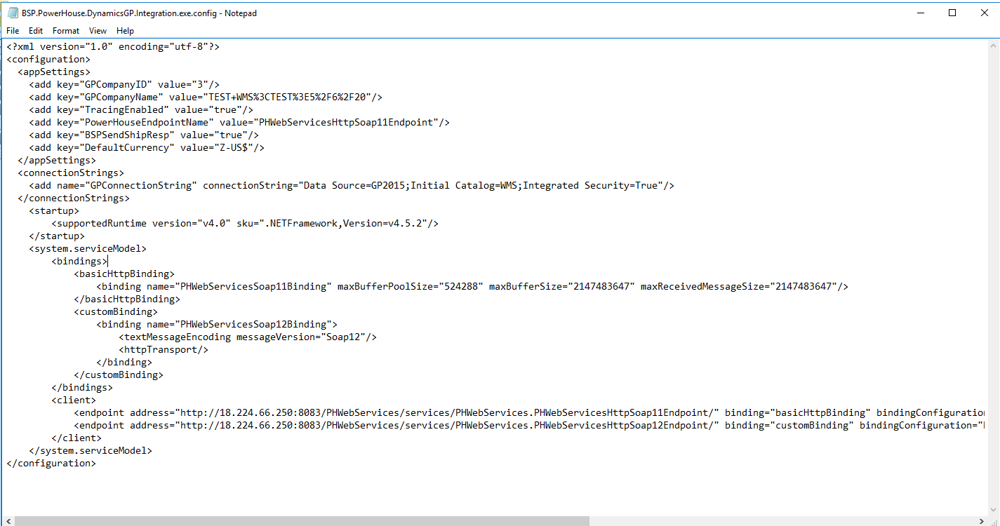 BSP.PowerHouse.DynamicsGP.Integration.exe.config - Notepad
File Edit Format View Help
<?xml version="1.0" encoding="utf-8"?>
<configuration>
  <appSettings>
    <add key="GPCompanyID" value="3"/>
    <add key="GPCompanyName" value="TEST+WMS%3CTEST%3E5%2F6%2F20"/>
    <add key="TracingEnabled" value="true"/>
    <add key="PowerHouseEndpointName" value="PHWebServicesHttpSoap11Endpoint"/>
    <add key="BSPSendShipResp" value="true"/>
    <add key="DefaultCurrency" value="Z-US$"/>
  </appSettings>
  <connectionStrings>
    <add name="GPConnectionString" connectionString="Data Source=GP2015;Initial Catalog=WMS;Integrated Security=True"/>
  </connectionStrings>
    <startup>
        <supportedRuntime version="v4.0" sku=".NETFramework,Version=v4.5.2"/>
    </startup>
    <system.serviceModel>
        <bindings>
            <basicHttpBinding>
                <binding name="PHWebServicesSoap11Binding" maxBufferPoolSize="524288" maxBufferSize="2147483647" maxReceivedMessageSize="2147483647"/>
            </basicHttpBinding>
            <customBinding>
                <binding name="PHWebServicesSoap12Binding">
                    <textMessageEncoding messageVersion="Soap12"/>
                    <httpTransport/>
                </binding>
            </customBinding>
        </bindings>
        <client>
            <endpoint address="http://18.224.66.250:8083/PHWebServices/services/PHWebServices.PHWebServicesHttpSoap11Endpoint/" binding="basicHttpBinding" bindingConfiguration
            <endpoint address="http://18.224.66.250:8083/PHWebServices/services/PHWebServices.PHWebServicesHttpSoap12Endpoint/" binding="customBinding" bindingConfiguration="
        </client>
    </system.serviceModel>
</configuration>